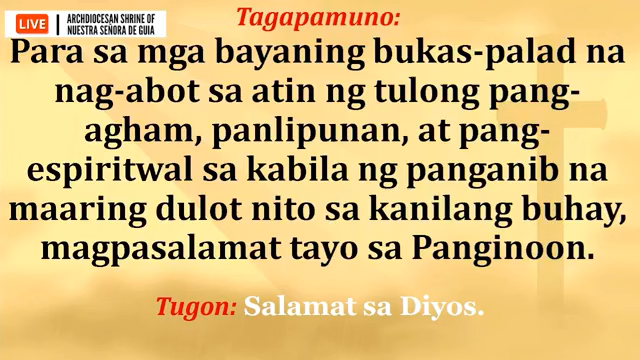 LIVE
ARCHDIOCESAN SHRINE OF
NUESTRA SEÑORA DE GUIA
Tagapamuno:
Para sa mga bayaning bukas-palad na
nag-abot sa atin ng tulong pang-
agham, panlipunan, at pang-
espiritwal sa kabila ng panganib na
maaring dulot nito sa kanilang buhay,
magpasalamat tayo sa Panginoon.
Tugon: Salamat sa Diyos.